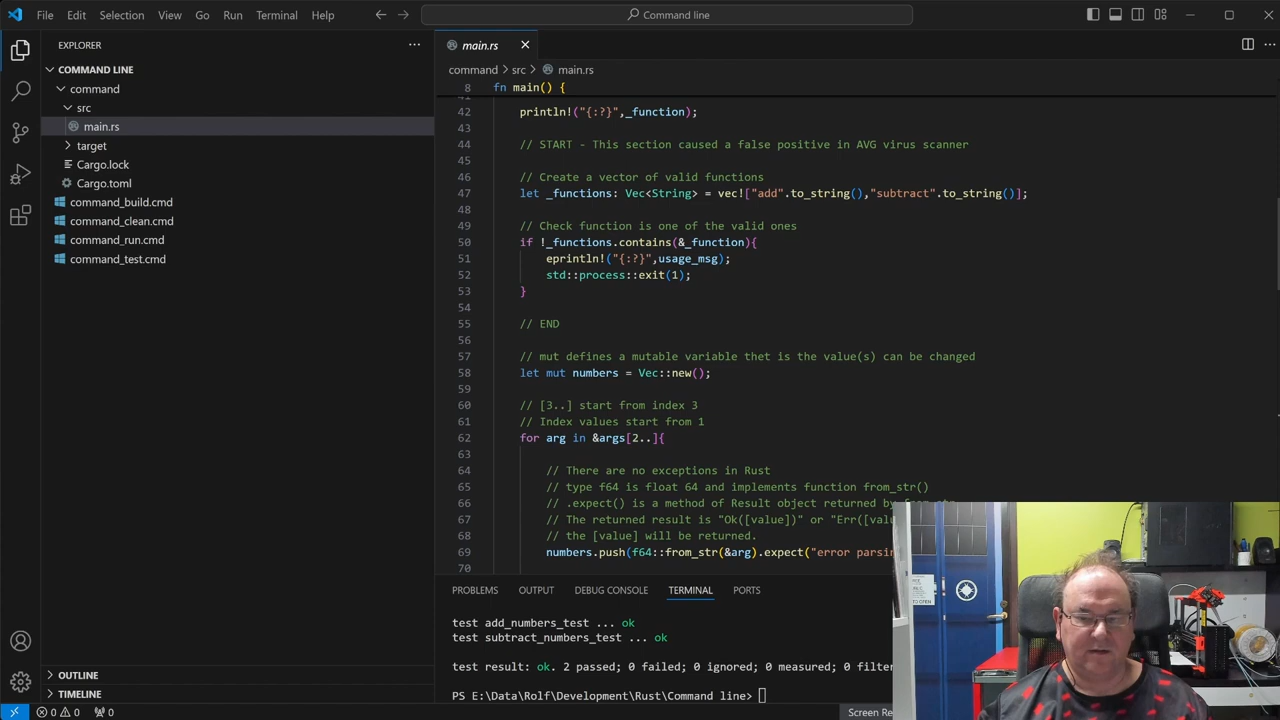 File Edit Selection View Go Run Terminal Help
Command line
EXPLORER
COMMAND LINE
command
src
main.rs
target
Cargo.lock
Cargo.toml
command_build.cmd
command_clean.cmd
command_run.cmd
command_test.cmd
OUTLINE
TIMELINE
main.rs
command > src > main.rs
8 fn main() {
41
42 println!("{:?}",_function);
43
44 // START - This section caused a false positive in AVG virus scanner
45
46 // Create a vector of valid functions
47 let _functions: Vec<String> = vec!["add".to_string(),"subtract".to_string()];
48
49 // Check function is one of the valid ones
50 if !_functions.contains(&_function){
51 eprintln!("{:?}",usage_msg);
52 std::process::exit(1);
53 }
54
55 // END
56
57 // mut defines a mutable variable thet is the value(s) can be changed
58 let mut numbers = Vec::new();
59
60 // [3..] start from index 3
61 // Index values start from 1
62 for arg in &args[2..]{
63
64 // There are no exceptions in Rust
65 // type f64 is float 64 and implements function from_str()
66 // .expect() is a method of Result object returned by
67 // The returned result is "Ok([value])" or "Err([valu
68 // the [value] will be returned.
69 numbers.push(f64::from_str(&arg).expect("error parsin
70
PROBLEMS OUTPUT DEBUG CONSOLE TERMINAL PORTS
test add_numbers_test ... ok
test subtract_numbers_test ... ok
test result: ok. 2 passed; 0 failed; 0 ignored; 0 measured; 0 filter
PS E:\Data\Rolf\Development\Rust\Command line>
0 0 0
Screen Re